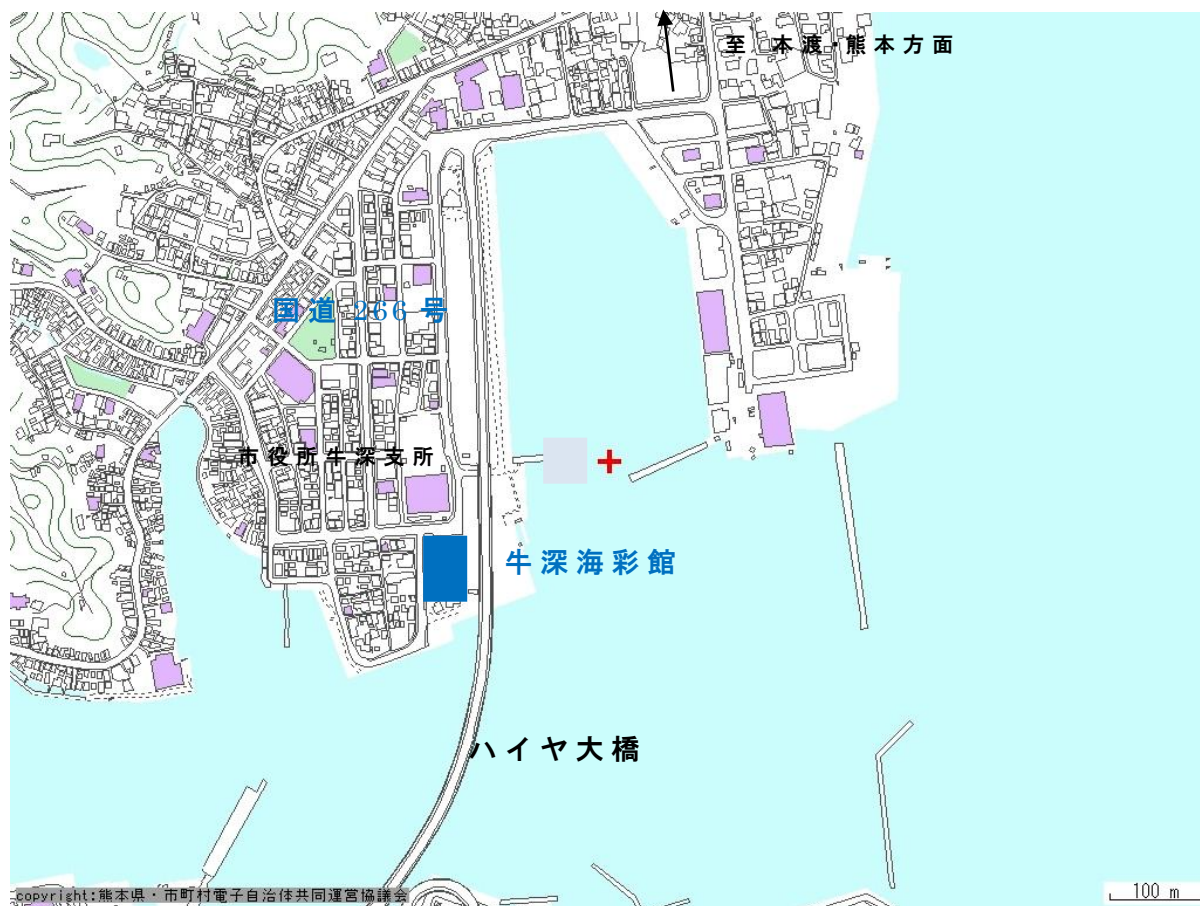 至 本渡・熊本方面
国道 266 号
市役所牛深支所
牛深海彩館
ハイヤ大橋
copyright:熊本県・市町村電子自治体共同運営協議会
100 m